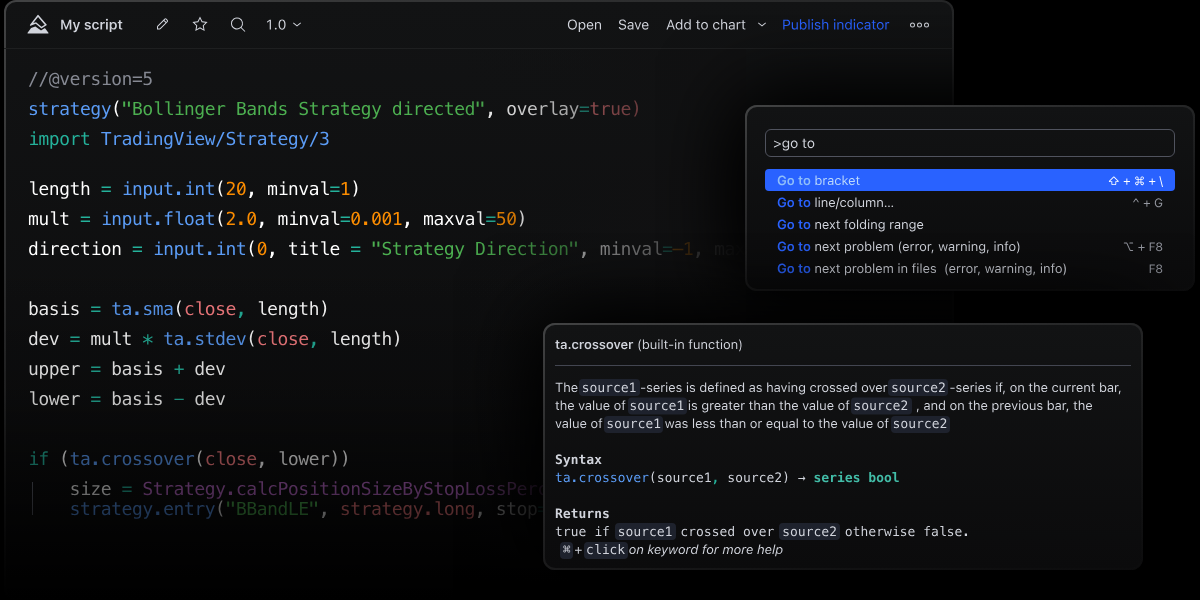 My script 1.0 Open Save Add to chart Publish indicator
//@version=5
strategy("Bollinger Bands Strategy directed", overlay=true)
import TradingView/Strategy/3
length = input.int(20, minval=1)
mult = input.float(2.0, minval=0.001, maxval=50)
direction = input.int(0, title = "Strategy Direction", minval=−1, max
basis = ta.sma(close, length)
dev = mult * ta.stdev(close, length)
upper = basis + dev
lower = basis − dev
if (ta.crossover(close, lower))
size = Strategy.calcPositionSizeByStopLossPerc
strategy.entry("BBandLE", strategy.long, stop=
>go to
Go to bracket ⇧ + ⌘ + \
Go to line/column... ^ + G
Go to next folding range
Go to next problem (error, warning, info) ⌥ + F8
Go to next problem in files (error, warning, info) F8
ta.crossover (built-in function)
The source1 -series is defined as having crossed over source2 -series if, on the current bar,
the value of source1 is greater than the value of source2 , and on the previous bar, the
value of source1 was less than or equal to the value of source2
Syntax
ta.crossover(source1, source2) → series bool
Returns
true if source1 crossed over source2 otherwise false.
⌘ + click on keyword for more help